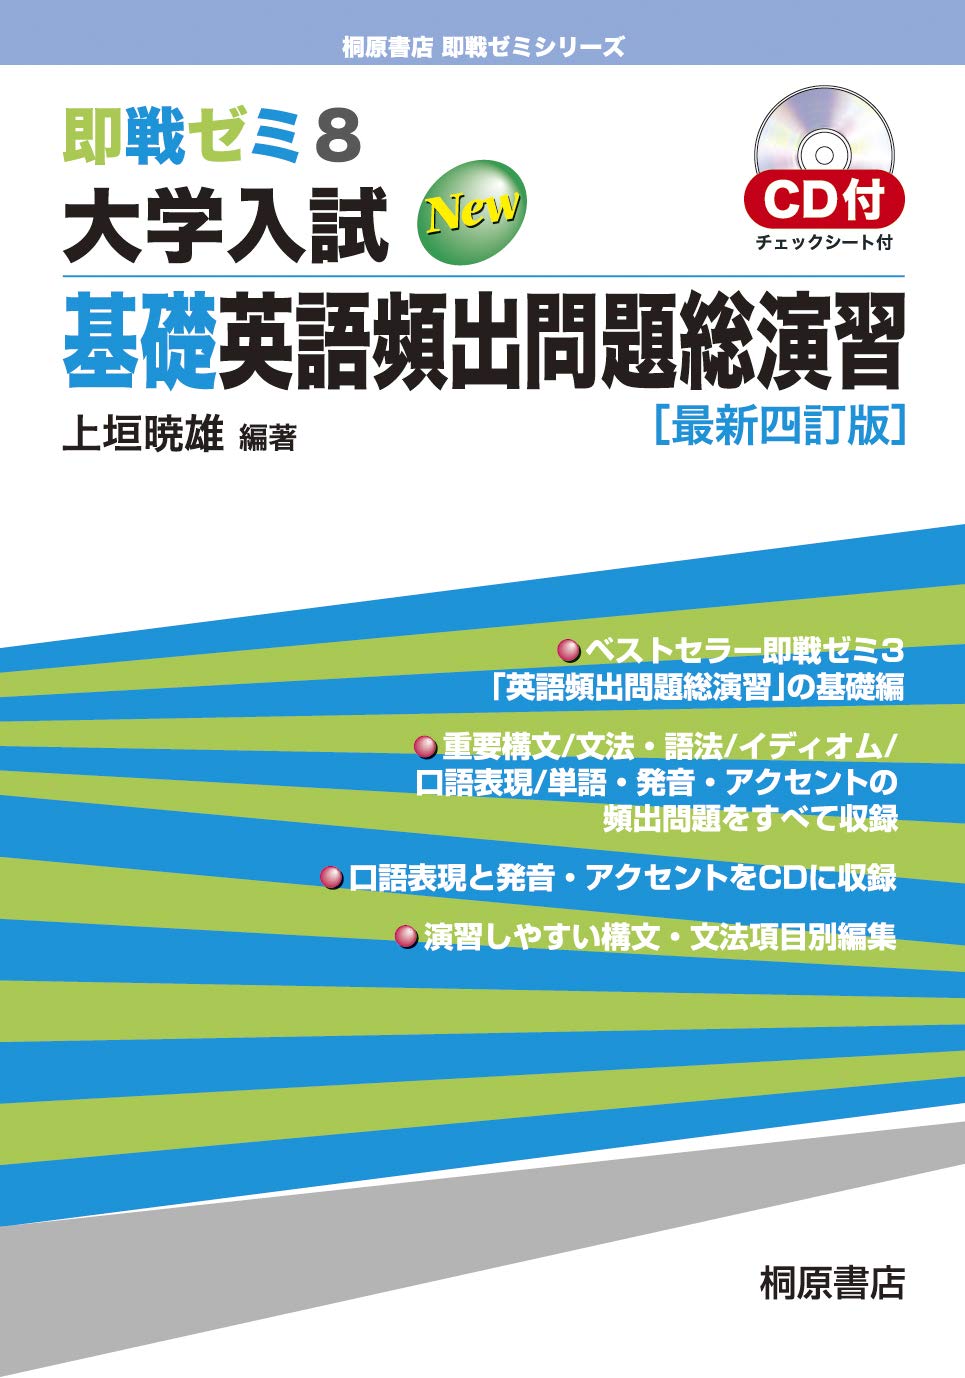 桐原書店 即戦ゼミシリーズ
即戦ゼミ8
大学入試
New
CD付
チェックシート付
基礎英語頻出問題総演習
上垣暁雄 編著
[最新四訂版]
ベストセラー即戦ゼミ3
「英語頻出問題総演習」の基礎編
重要構文/文法・語法/イディオム/
口語表現/単語・発音・アクセントの
頻出問題をすべて収録
口語表現と発音・アクセントをCDに収録
演習しやすい構文・文法項目別編集
桐原書店